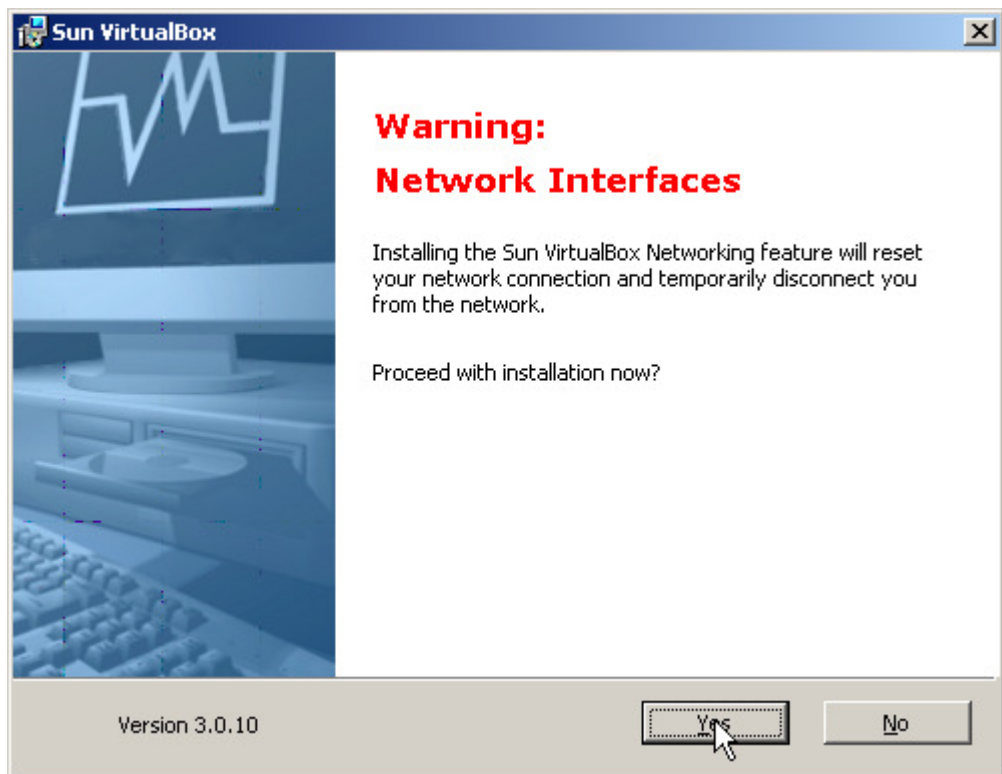 Sun VirtualBox
Warning:
Network Interfaces
Installing the Sun VirtualBox Networking feature will reset
your network connection and temporarily disconnect you
from the network.
Proceed with installation now?
Version 3.0.10
Yes
No